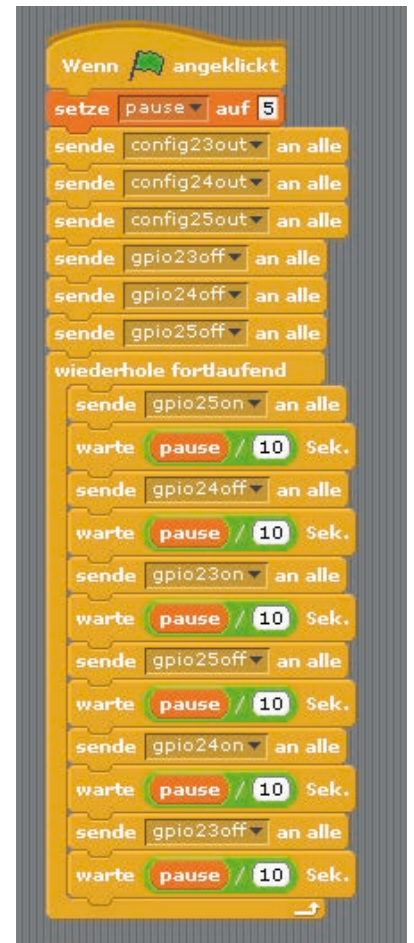 Wenn angeklickt
setze pause auf 5
sende config23out an alle
sende config24out an alle
sende config25out an alle
sende gpio23off an alle
sende gpio24off an alle
sende gpio25off an alle
wiederhole fortlaufend
sende gpio25on an alle
warte pause / 10 Sek.
sende gpio24off an alle
warte pause / 10 Sek.
sende gpio23on an alle
warte pause / 10 Sek.
sende gpio25off an alle
warte pause / 10 Sek.
sende gpio24on an alle
warte pause / 10 Sek.
sende gpio23off an alle
warte pause / 10 Sek.